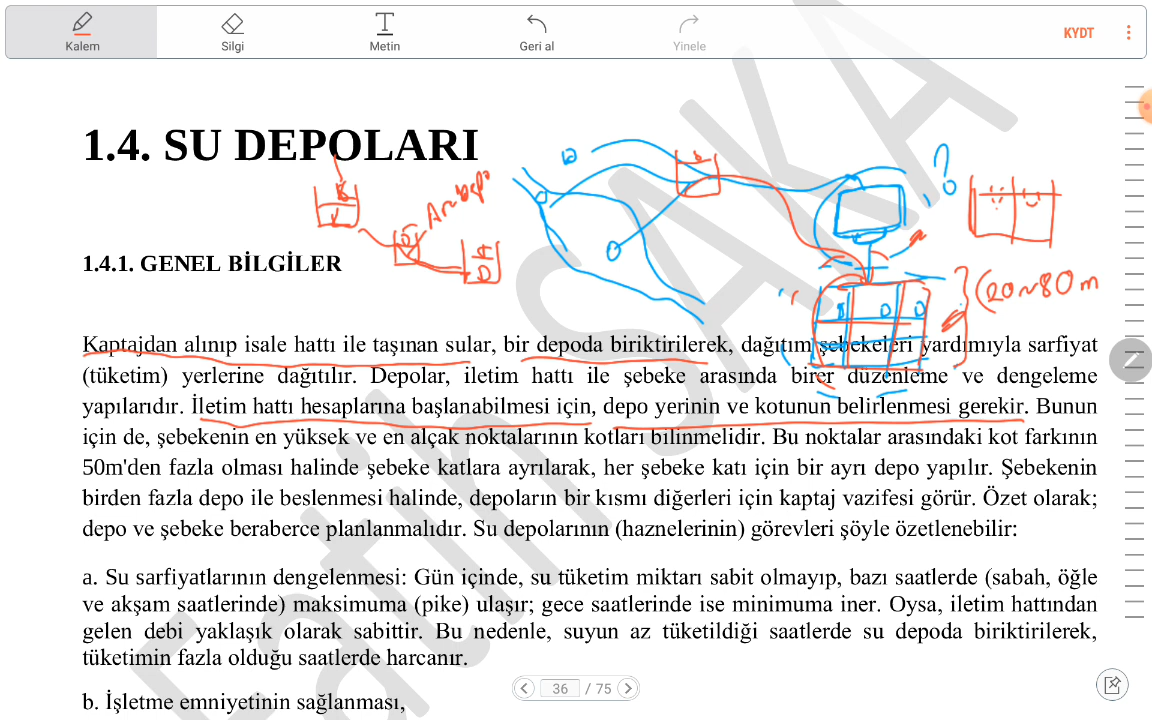 Kalem
Silgi
Metin
Geri al
Yinele
KYDT
1.4. SU DEPOLARI
1.4.1. GENEL BİLGİLER
Kaptajdan alınıp isale hattı ile taşınan sular, bir depoda biriktirilerek, dağıtım şebekeleri yardımıyla sarfiyat
(tüketim) yerlerine dağıtılır. Depolar, iletim hattı ile şebeke arasında birer düzenleme ve dengeleme
yapılarıdır. İletim hattı hesaplarına başlanabilmesi için, depo yerinin ve kotunun belirlenmesi gerekir. Bunun
için de, şebekenin en yüksek ve en alçak noktalarının kotları bilinmelidir. Bu noktalar arasındaki kot farkının
50m'den fazla olması halinde şebeke katlara ayrılarak, her şebeke katı için bir ayrı depo yapılır. Şebekenin
birden fazla depo ile beslenmesi halinde, depoların bir kısmı diğerleri için kaptaj vazifesi görür. Özet olarak;
depo ve şebeke beraberce planlanmalıdır. Su depolarının (haznelerinin) görevleri şöyle özetlenebilir:
a. Su sarfiyatlarının dengelenmesi: Gün içinde, su tüketim miktarı sabit olmayıp, bazı saatlerde (sabah, öğle
ve akşam saatlerinde) maksimuma (pike) ulaşır; gece saatlerinde ise minimuma iner. Oysa, iletim hattından
gelen debi yaklaşık olarak sabittir. Bu nedenle, suyun az tüketildiği saatlerde su depoda biriktirilerek,
tüketimin fazla olduğu saatlerde harcanır.
b. İşletme emniyetinin sağlanması,
36 / 75
Fatih SAKA
(20~80m
?